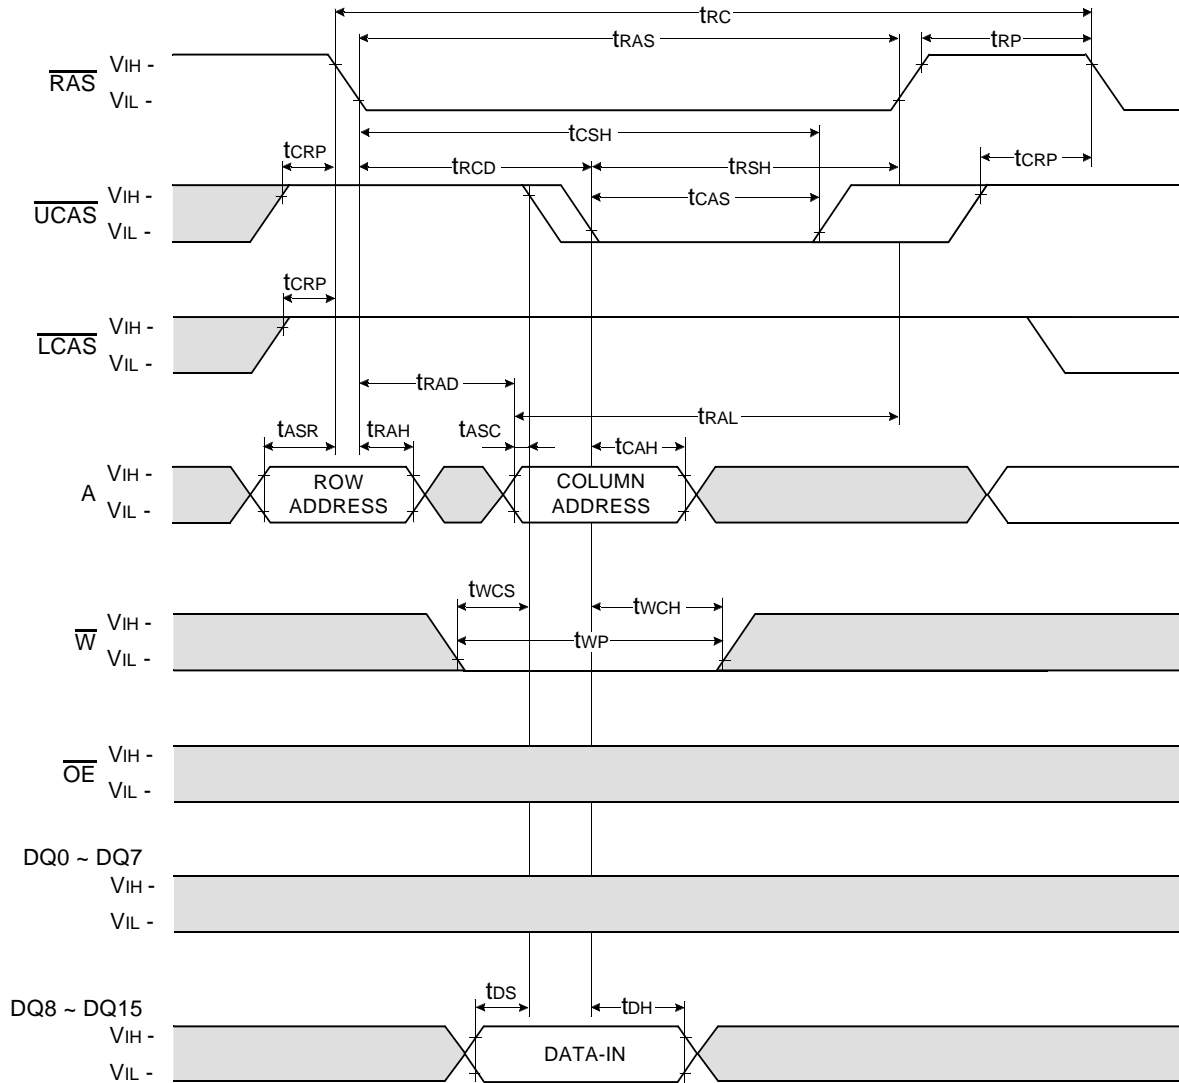 tRC
tRAS
tRP
RAS
VIH -
VIL -
tCSH
tCRP
tRCD
tRSH
tCRP
UCAS
VIH -
VIL -
tCAS
tCRP
LCAS
VIH -
VIL -
tRAD
tRAL
tASR
tRAH
tASC
tCAH
A
VIH -
VIL -
ROW
ADDRESS
COLUMN
ADDRESS
tWCS
tWCH
W
VIH -
VIL -
tWP
OE
VIH -
VIL -
DQ0 ~ DQ7
VIH -
VIL -
tDS
tDH
DQ8 ~ DQ15
VIH -
VIL -
DATA-IN